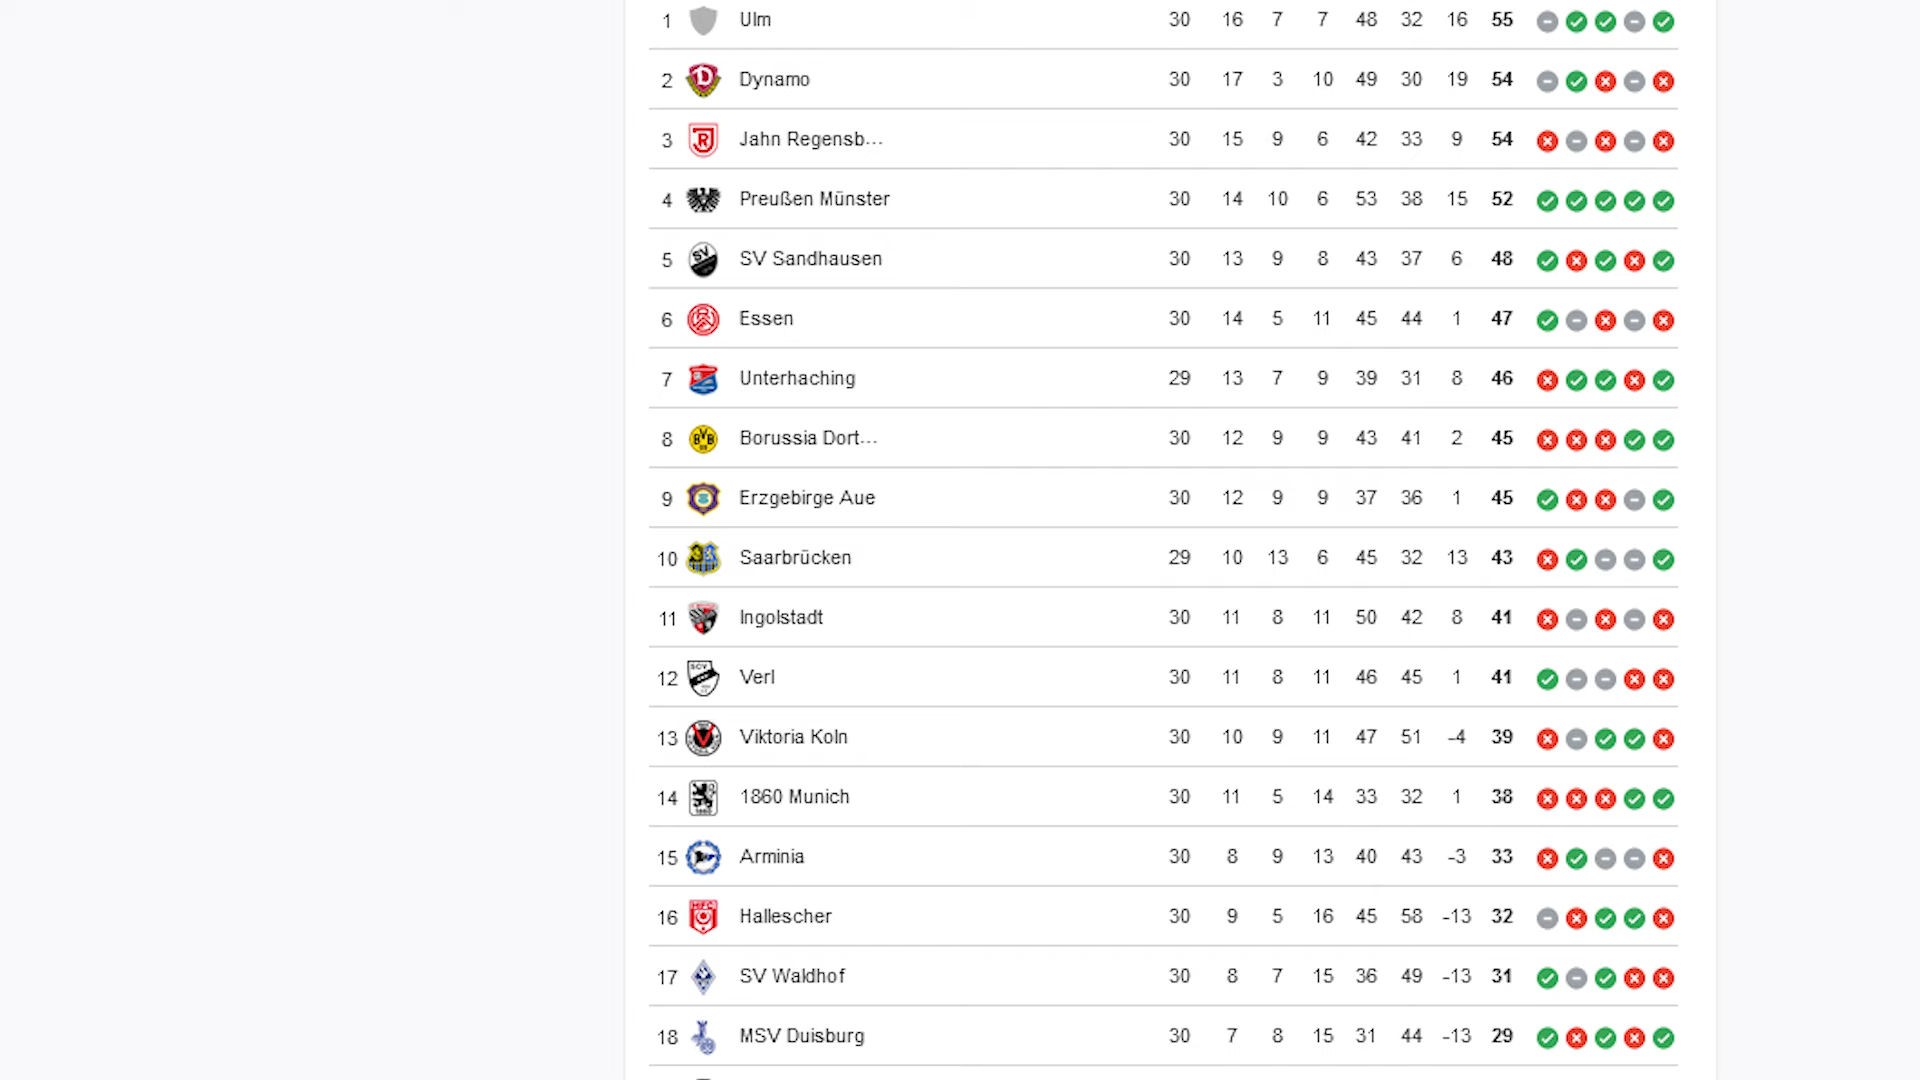 1 Ulm 30 16 7 7 48 32 16 55
2 Dynamo 30 17 3 10 49 30 19 54
3 Jahn Regensb... 30 15 9 6 42 33 9 54
4 Preußen Münster 30 14 10 6 53 38 15 52
5 SV Sandhausen 30 13 9 8 43 37 6 48
6 Essen 30 14 5 11 45 44 1 47
7 Unterhaching 29 13 7 9 39 31 8 46
8 BVB 09 Borussia Dort... 30 12 9 9 43 41 2 45
9 Erzgebirge Aue 30 12 9 9 37 36 1 45
10 Saarbrücken 29 10 13 6 45 32 13 43
11 Ingolstadt 30 11 8 11 50 42 8 41
12 SCV Verl 30 11 8 11 46 45 1 41
13 Viktoria Koln 30 10 9 11 47 51 -4 39
14 1860 1860 Munich 30 11 5 14 33 32 1 38
15 Arminia 30 8 9 13 40 43 -3 33
16 HFC Hallescher 30 9 5 16 45 58 -13 32
17 SV Waldhof 30 8 7 15 36 49 -13 31
18 MSV Duisburg 30 7 8 15 31 44 -13 29